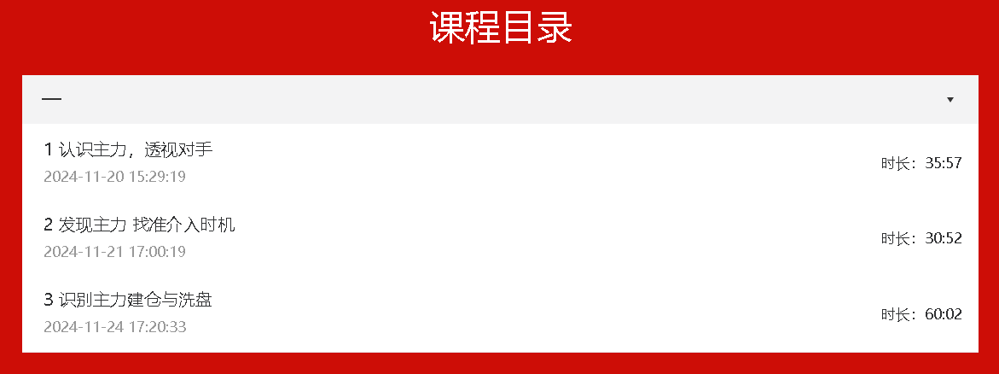 课程目录
一
1 认识主力，透视对手
2024-11-20 15:29:19
时长：35:57
2 发现主力 找准介入时机
2024-11-21 17:00:19
时长：30:52
3 识别主力建仓与洗盘
2024-11-24 17:20:33
时长：60:02